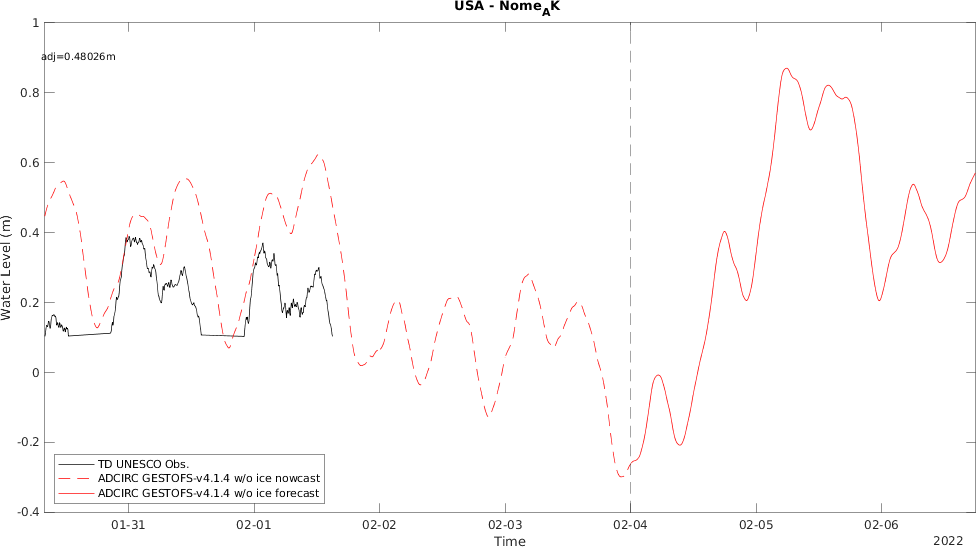 USA - Nome_AK
adj=0.48026m
1
0.8
0.6
0.4
0.2
0
-0.2
-0.4
Water Level (m)
TD UNESCO Obs.
ADCIRC GESTOFS-v4.1.4 w/o ice nowcast
ADCIRC GESTOFS-v4.1.4 w/o ice forecast
01-31 02-01 02-02 02-03 02-04 02-05 02-06
Time
2022